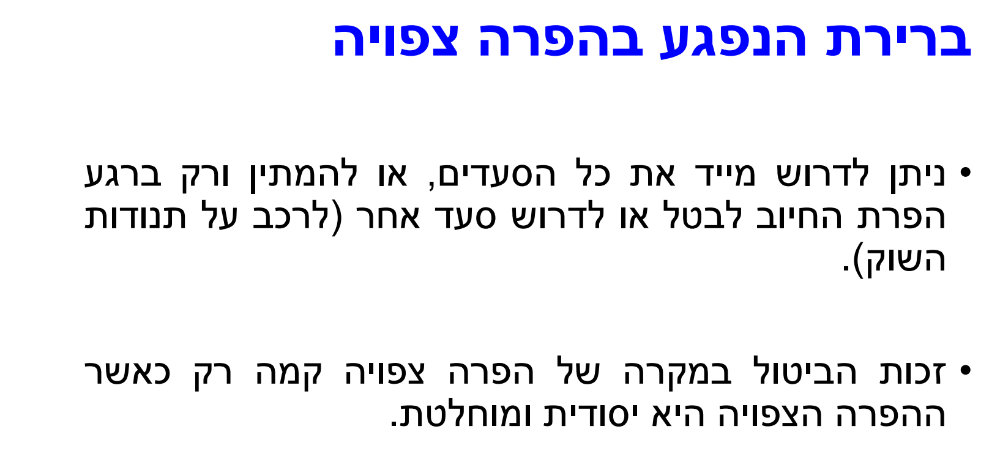 ברירת הנפגע בהפרה צפויה
• ניתן לדרוש מייד את כל הסעדים, או להמתין ורק ברגע
הפרת החיוב לבטל או לדרוש סעד אחר (לרכב על תנודות
השוק).
• זכות הביטול במקרה של הפרה צפויה קמה רק כאשר
ההפרה הצפויה היא יסודית ומוחלטת.